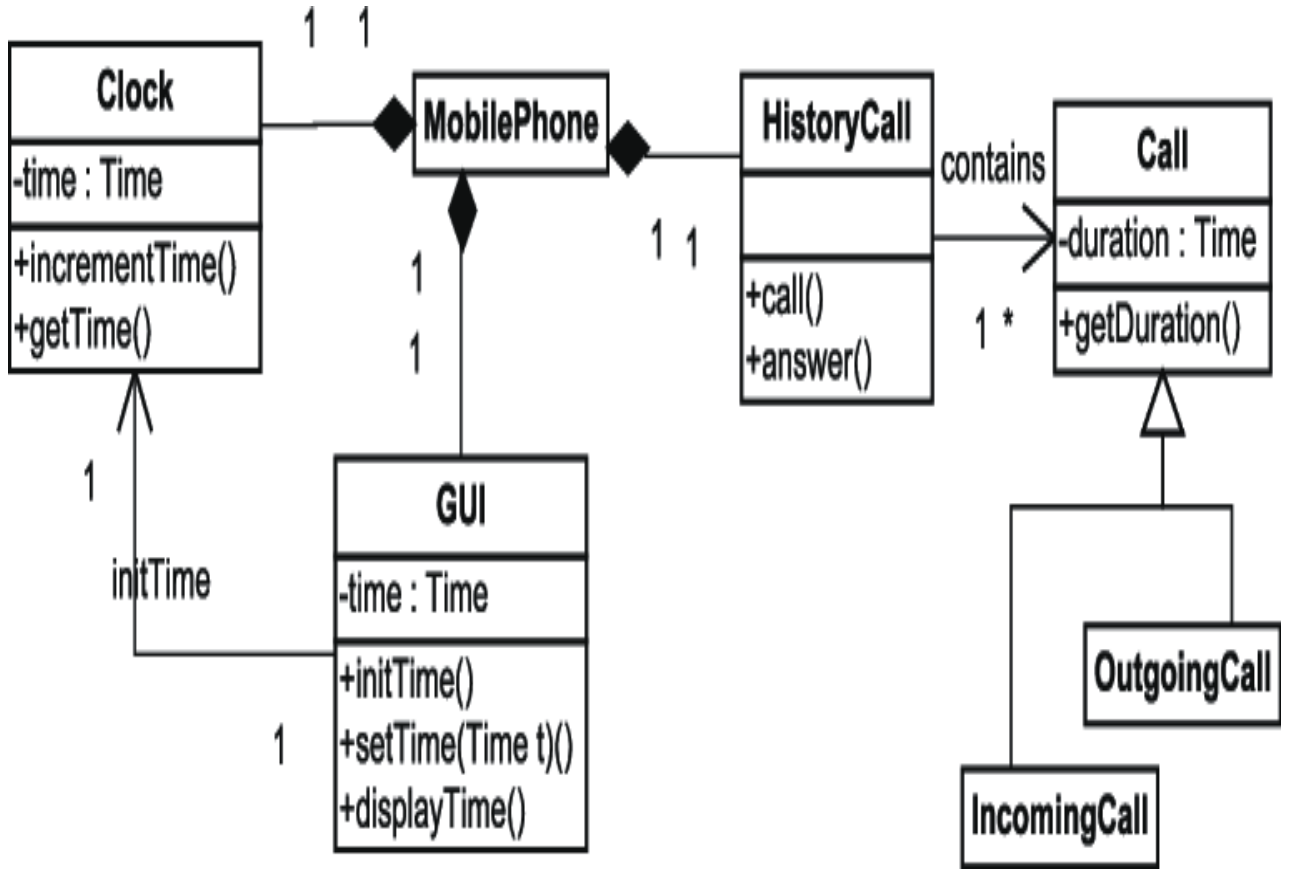 1 1
Clock
-time : Time
+incrementTime()
+getTime()
MobilePhone
HistoryCall
+call()
+answer()
contains
Call
-duration : Time
+getDuration()
1 1
1 *
1
1
1
initTime
1
GUI
-time : Time
+initTime()
+setTime(Time t)()
+displayTime()
OutgoingCall
IncomingCall